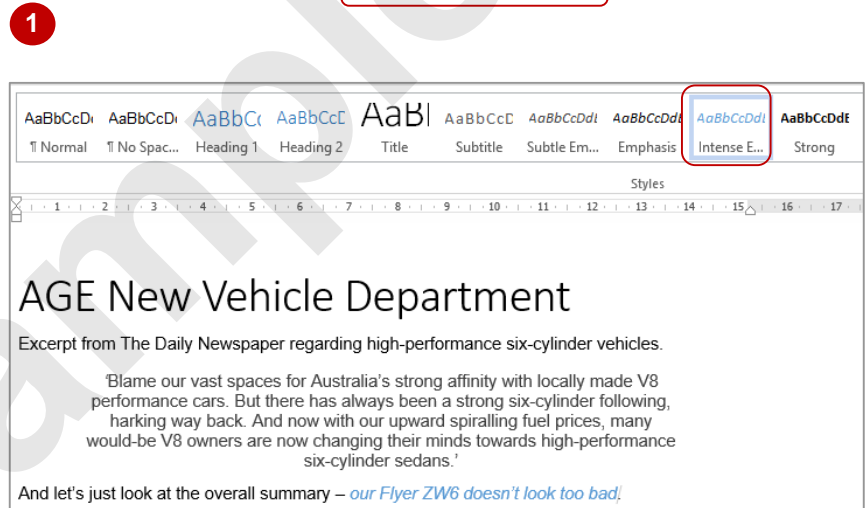 1
AaBbCcD AaBbCcD AaBbC AaBbCcD AaB AaBbCcD AaBbCcDd AaBbCcDd AaBbCcDd AaBbCcDdE
¶ Normal ¶ No Spac... Heading 1 Heading 2 Title Subtitle Subtle Em... Emphasis Intense E... Strong
Styles
1 2 3 4 5 6 7 8 9 10 11 12 13 14 15 16 17
AGE New Vehicle Department
Excerpt from The Daily Newspaper regarding high-performance six-cylinder vehicles.
'Blame our vast spaces for Australia's strong affinity with locally made V8
performance cars. But there has always been a strong six-cylinder following,
harking way back. And now with our upward spiralling fuel prices, many
would-be V8 owners are now changing their minds towards high-performance
six-cylinder sedans.'
And let's just look at the overall summary – our Flyer ZW6 doesn't look too bad.